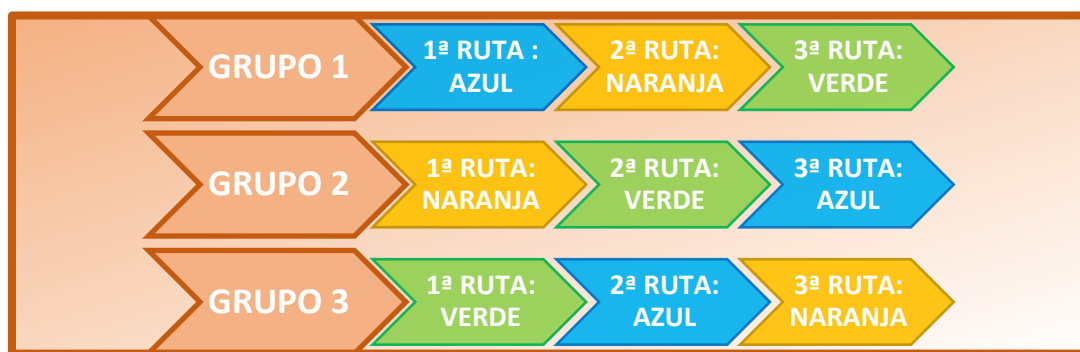 GRUPO 1
1ª RUTA :
AZUL
2ª RUTA:
NARANJA
3ª RUTA:
VERDE
GRUPO 2
1ª RUTA:
NARANJA
2ª RUTA:
VERDE
3ª RUTA:
AZUL
GRUPO 3
1ª RUTA:
VERDE
2ª RUTA:
AZUL
3ª RUTA:
NARANJA